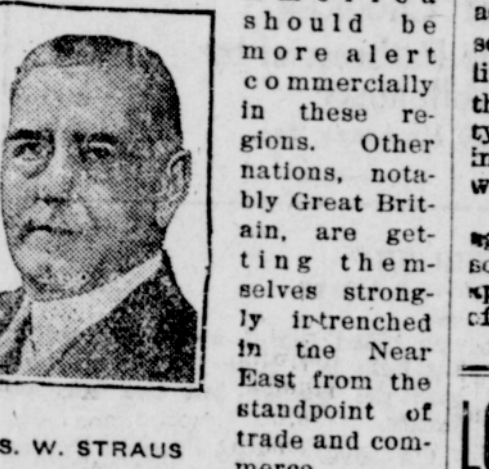 should be
more alert
commercially
in these re-
gions. Other
nations, nota-
bly Great Brit-
ain, are get-
ting them-
selves strong-
ly intrenched
in the Near
East from the
standpoint of
trade and com-
merce
S. W. STRAUS